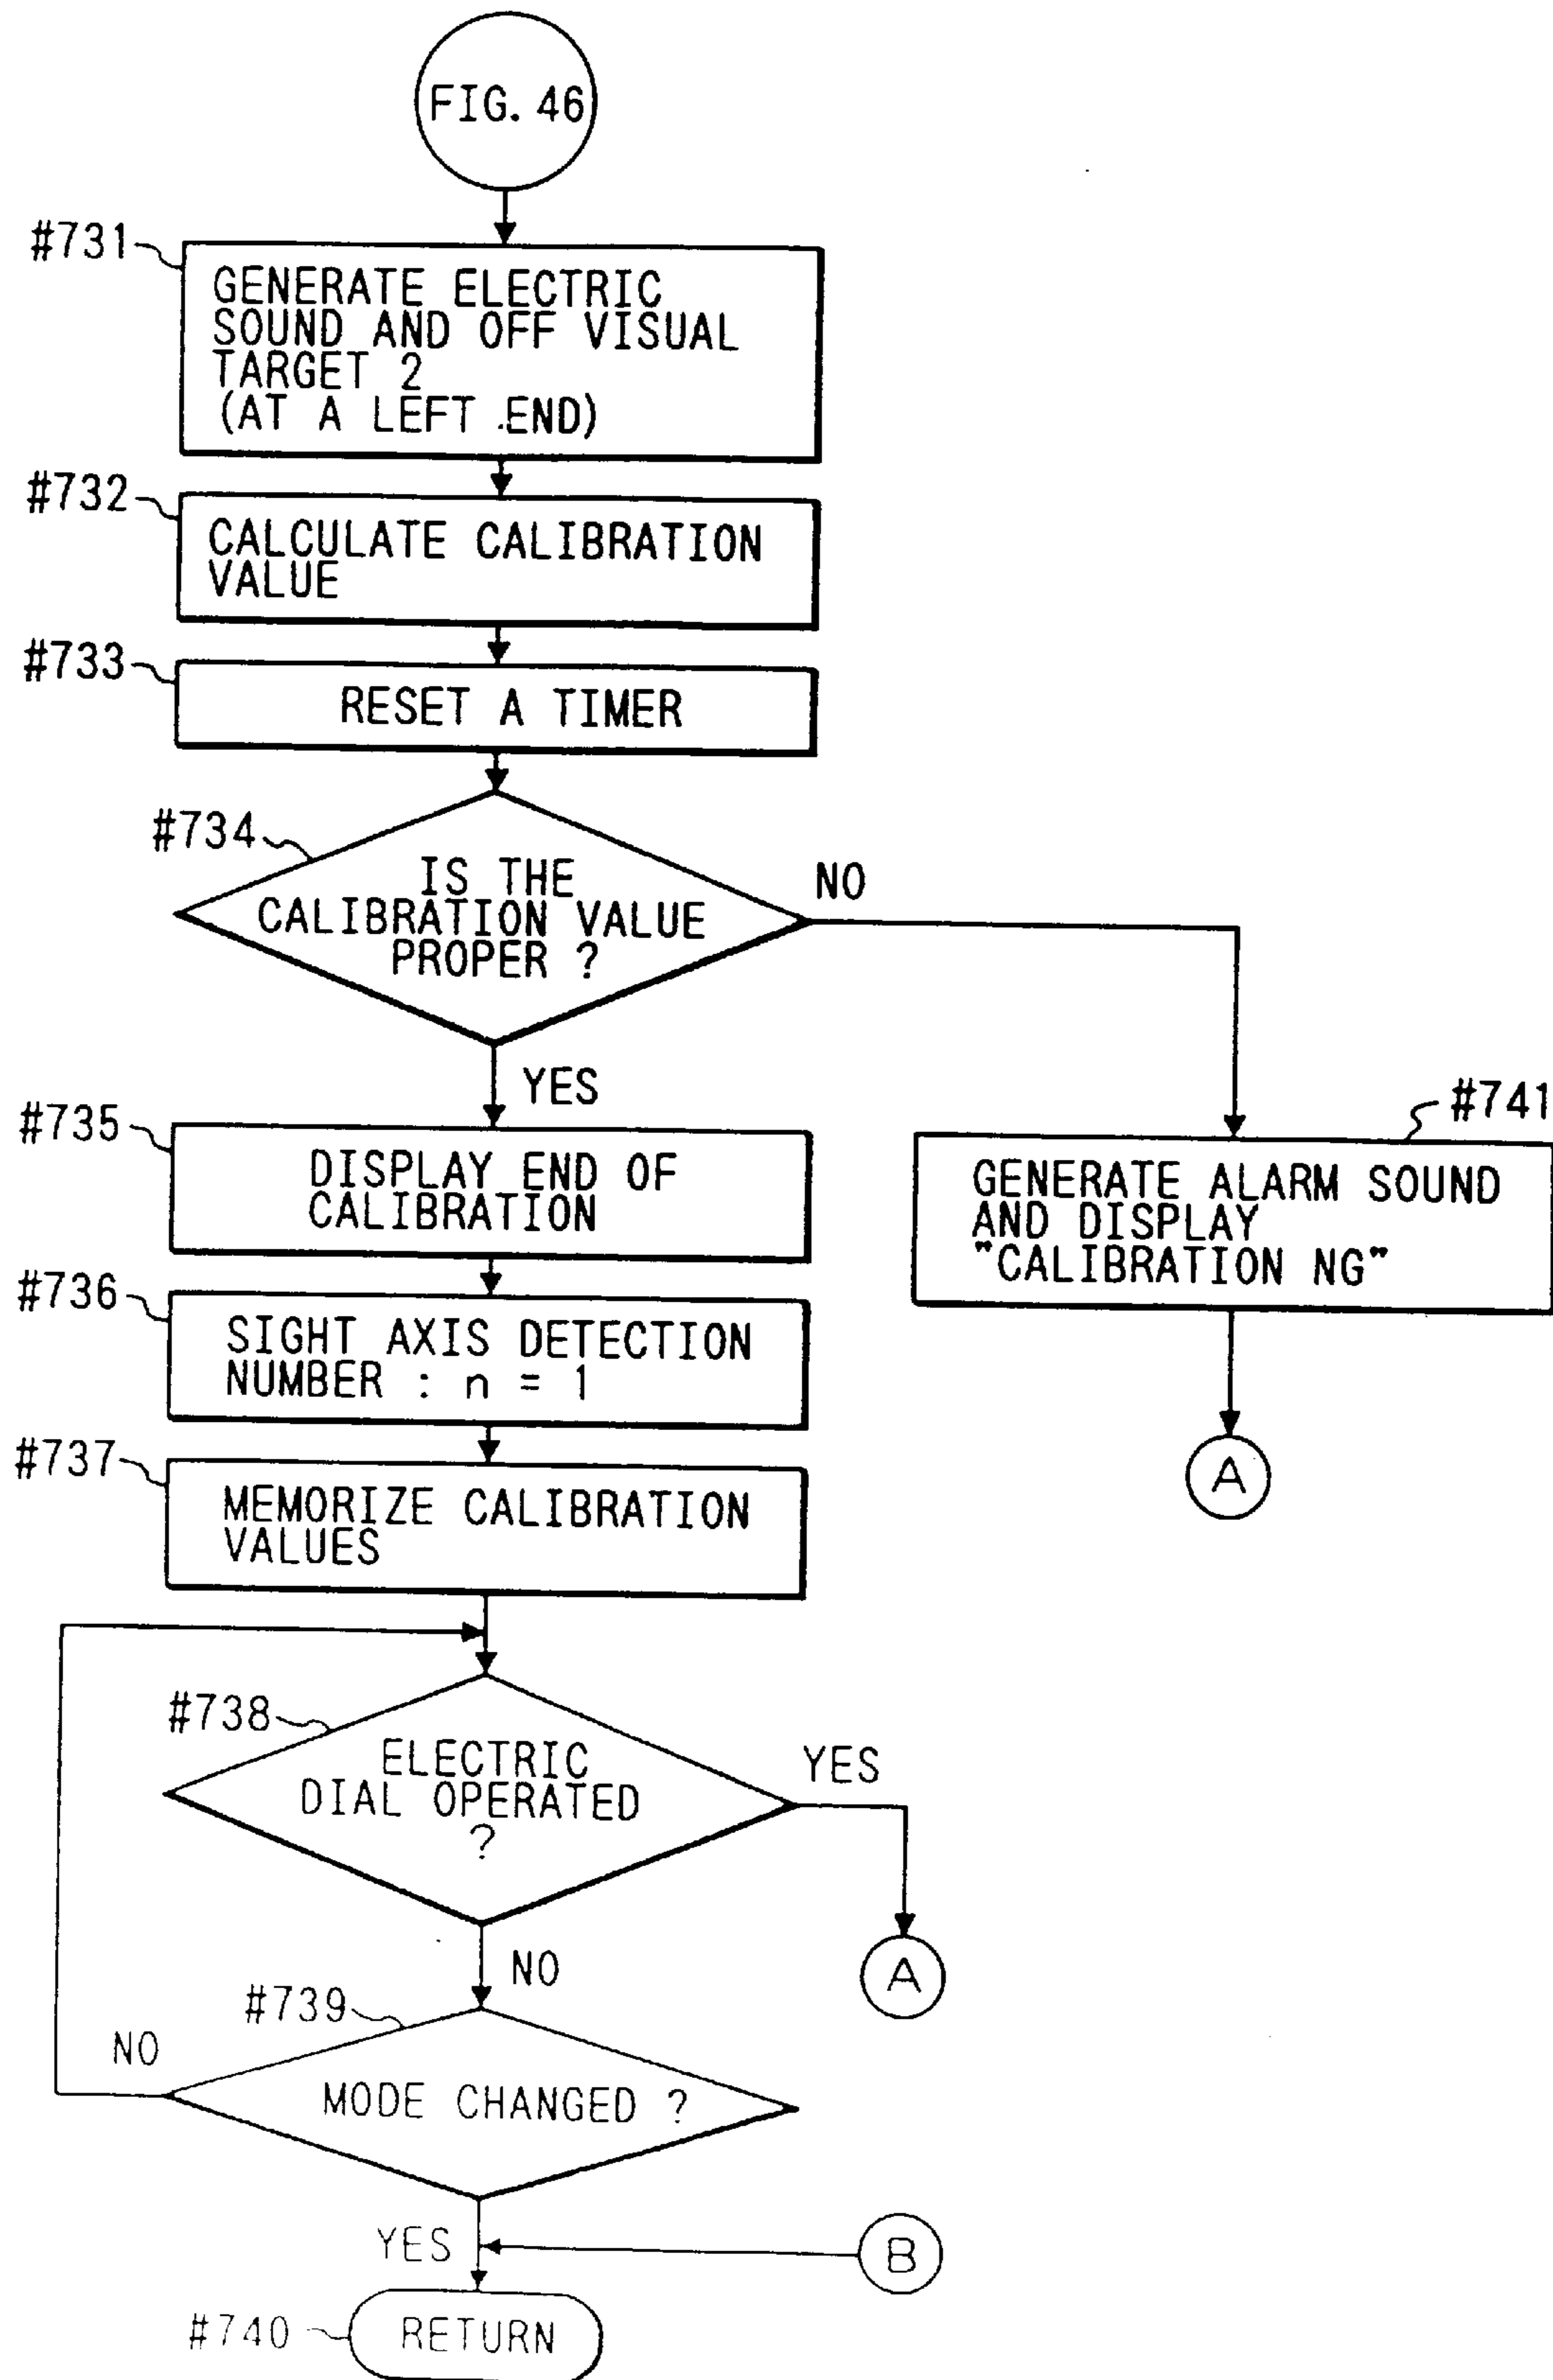 FIG. 46
#731
GENERATE ELECTRIC
SOUND AND OFF VISUAL
TARGET 2
(AT A LEFT END)
#732
CALCULATE CALIBRATION
VALUE
#733
RESET A TIMER
#734
IS THE
CALIBRATION VALUE
PROPER ?
NO
YES
#741
GENERATE ALARM SOUND
AND DISPLAY
"CALIBRATION NG"
A
#735
DISPLAY END OF
CALIBRATION
#736
SIGHT AXIS DETECTION
NUMBER : n = 1
#737
MEMORIZE CALIBRATION
VALUES
#738
ELECTRIC
DIAL OPERATED
?
YES
A
NO
#739
NO
MODE CHANGED ?
YES
B
#740
RETURN